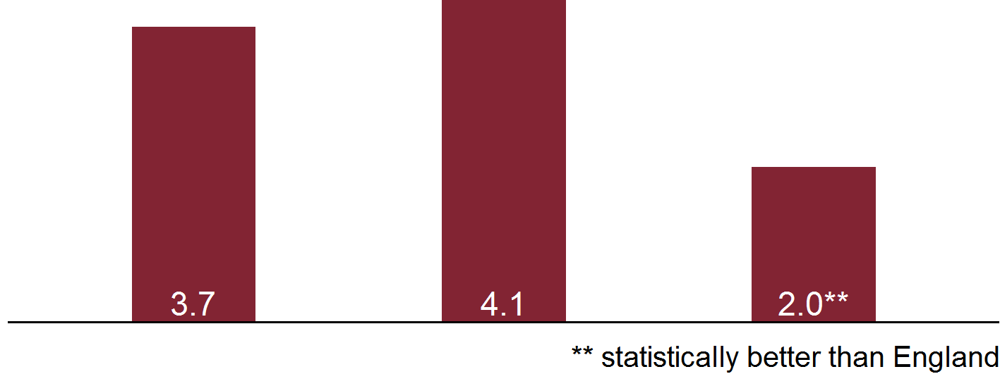 3.7 4.1 2.0**
** statistically better than England